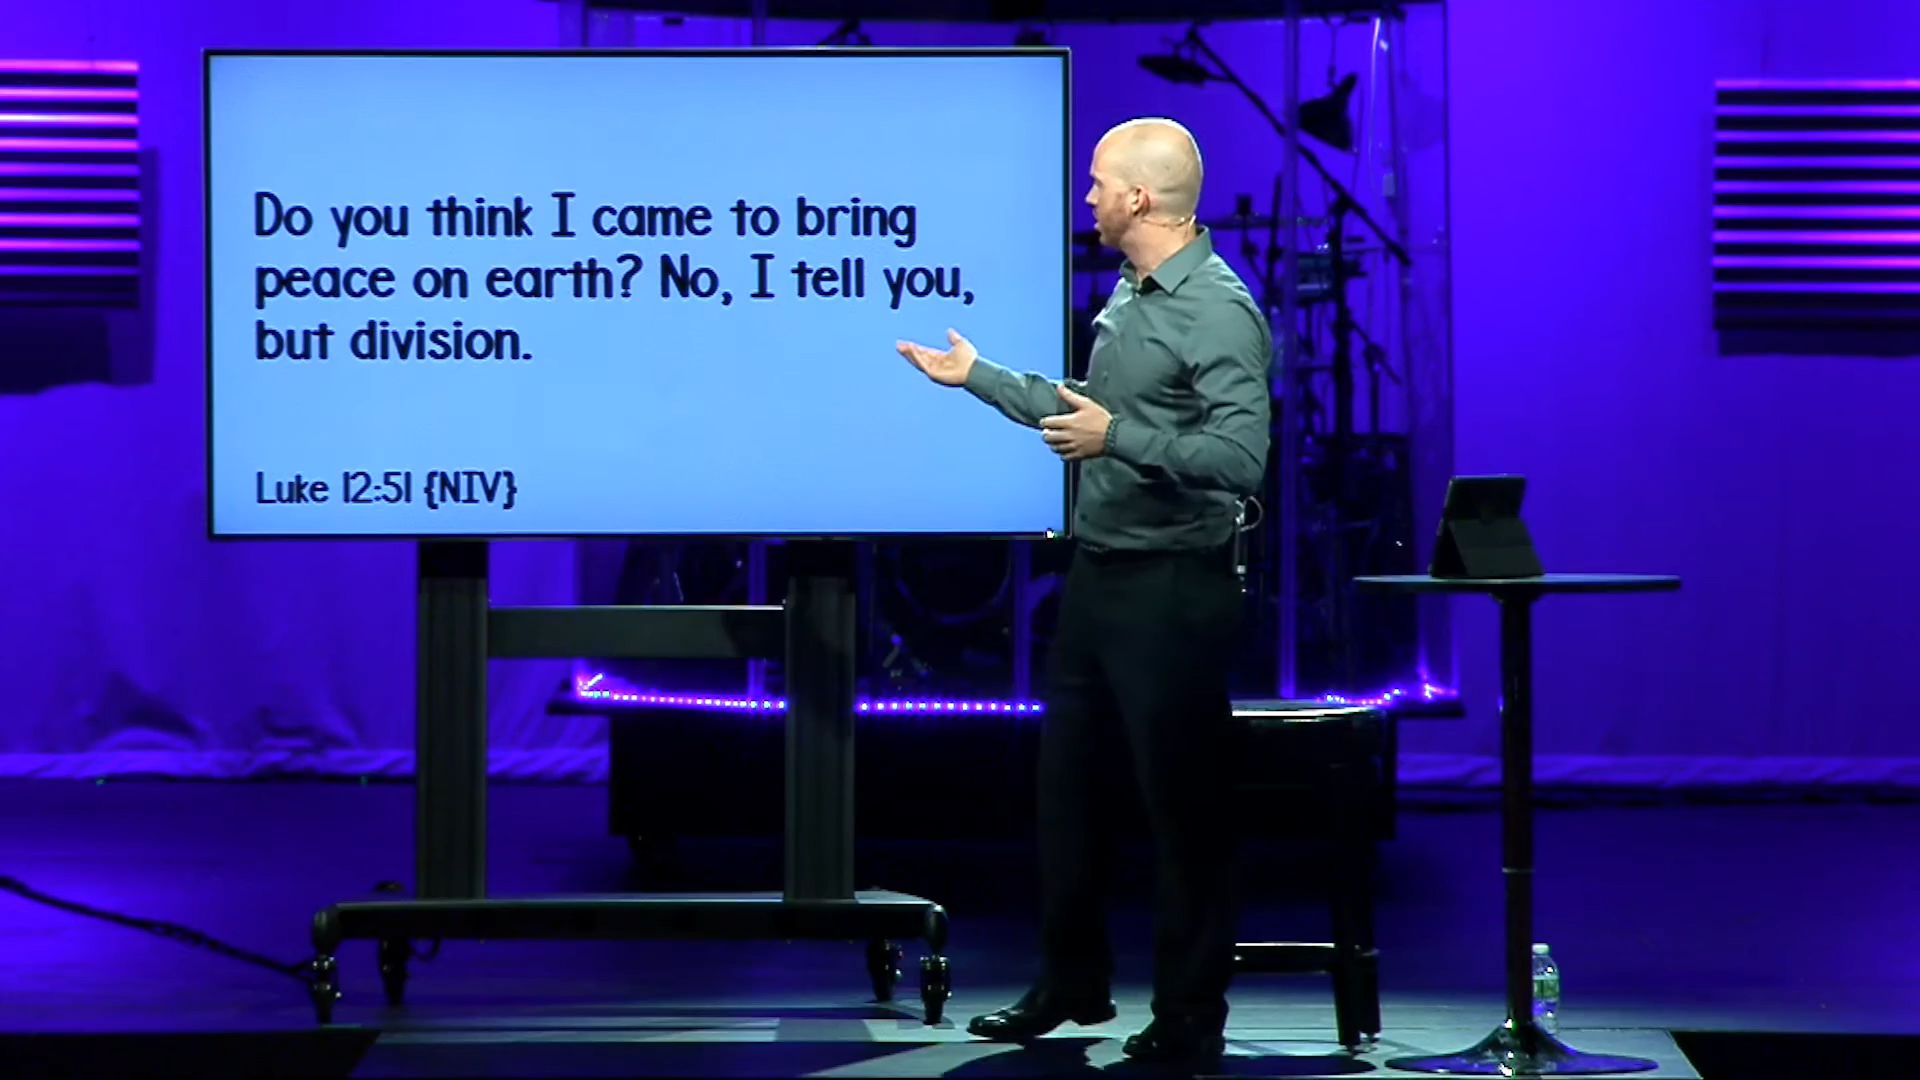 Do you think I came to bring
peace on earth? No, I tell you,
but division.
Luke 12:51 {NIV}